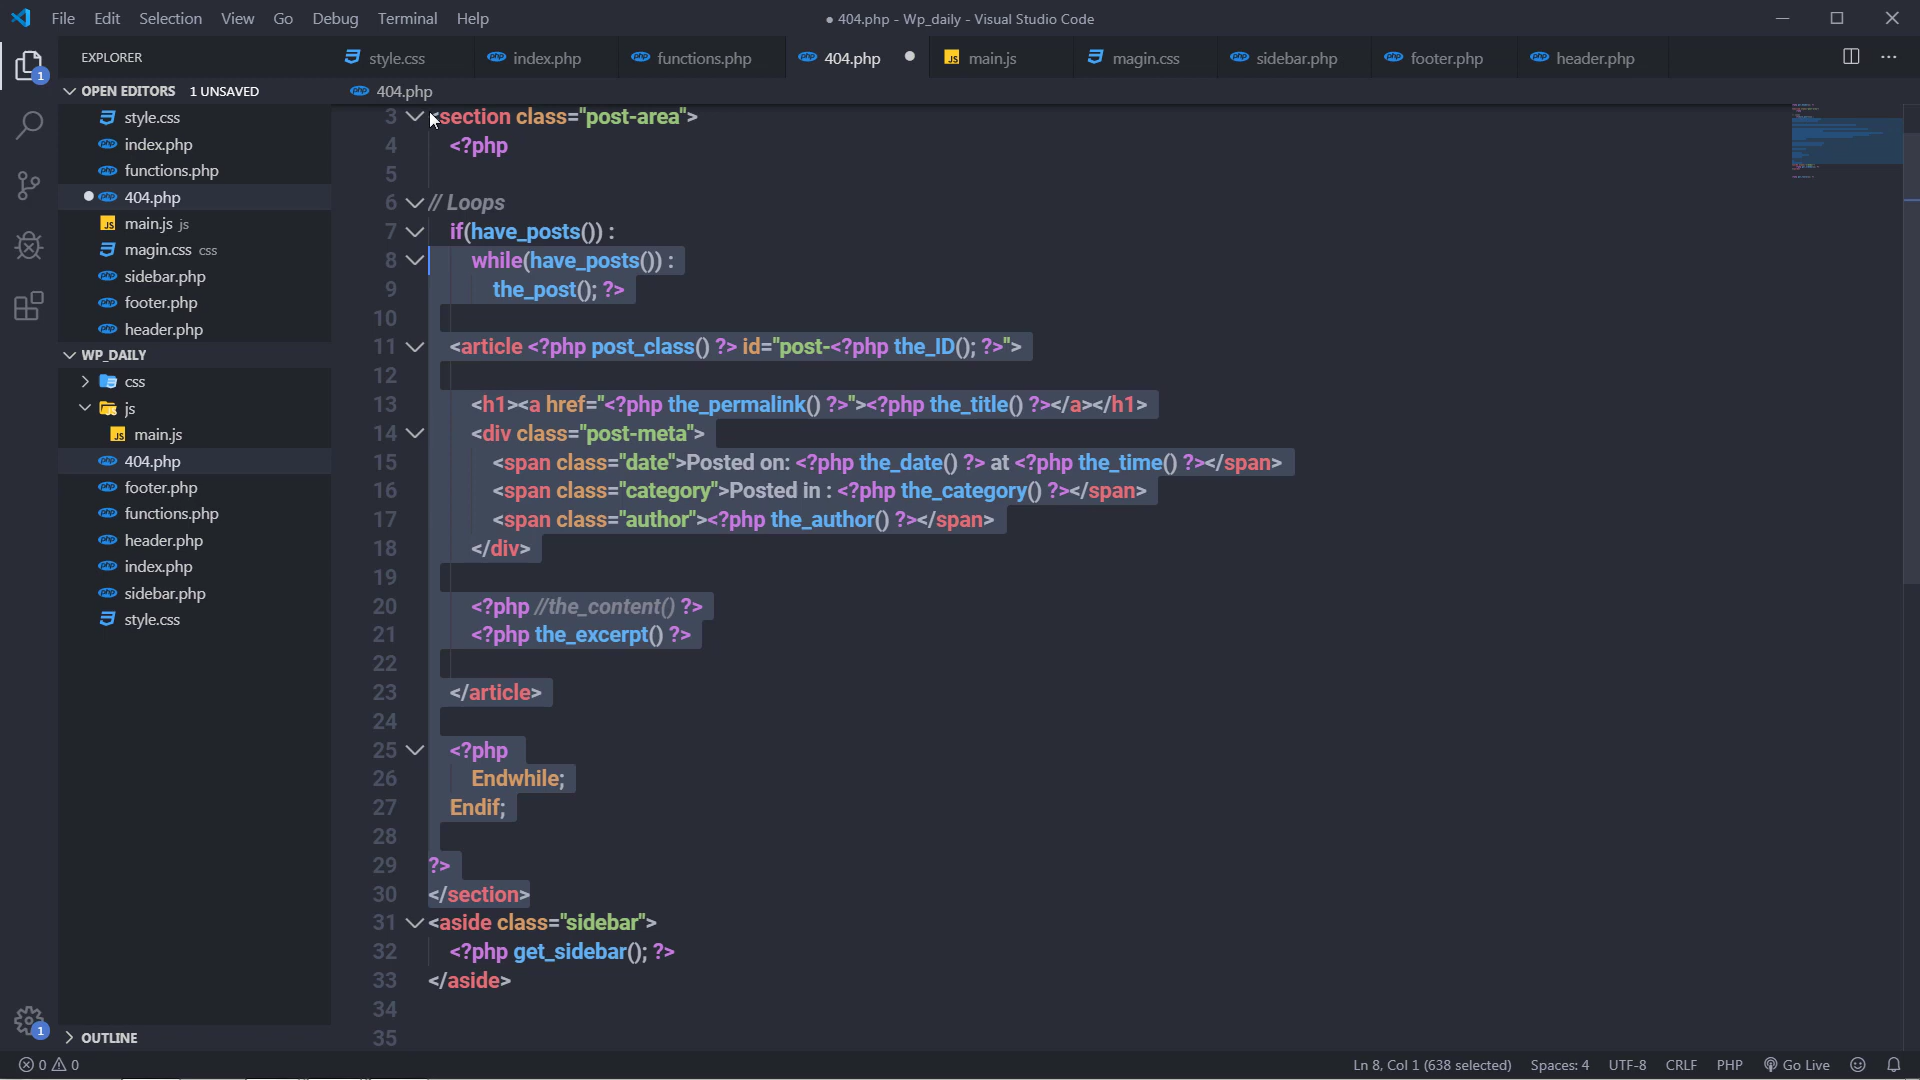 File Edit Selection View Go Debug Terminal Help
● 404.php - Wp_daily - Visual Studio Code
EXPLORER
style.css index.php functions.php 404.php main.js magin.css sidebar.php footer.php header.php
OPEN EDITORS 1 UNSAVED
404.php
style.css
index.php
functions.php
404.php
main.js js
magin.css css
sidebar.php
footer.php
header.php
WP_DAILY
css
js
main.js
404.php
footer.php
functions.php
header.php
index.php
sidebar.php
style.css
OUTLINE
1
1
3 <section class="post-area">
4 <?php
5
6 // Loops
7 if(have_posts()) :
8 while(have_posts()) :
9 the_post(); ?>
10
11 <article <?php post_class() ?> id="post-<?php the_ID(); ?>">
12
13 <h1><a href="<?php the_permalink() ?>"><?php the_title() ?></a></h1>
14 <div class="post-meta">
15 <span class="date">Posted on: <?php the_date() ?> at <?php the_time() ?></span>
16 <span class="category">Posted in : <?php the_category() ?></span>
17 <span class="author"><?php the_author() ?></span>
18 </div>
19
20 <?php //the_content() ?>
21 <?php the_excerpt() ?>
22
23 </article>
24
25 <?php
26 Endwhile;
27 Endif;
28
29 ?>
30 </section>
31 <aside class="sidebar">
32 <?php get_sidebar(); ?>
33 </aside>
34
35
0 0
Ln 8, Col 1 (638 selected) Spaces: 4 UTF-8 CRLF PHP Go Live